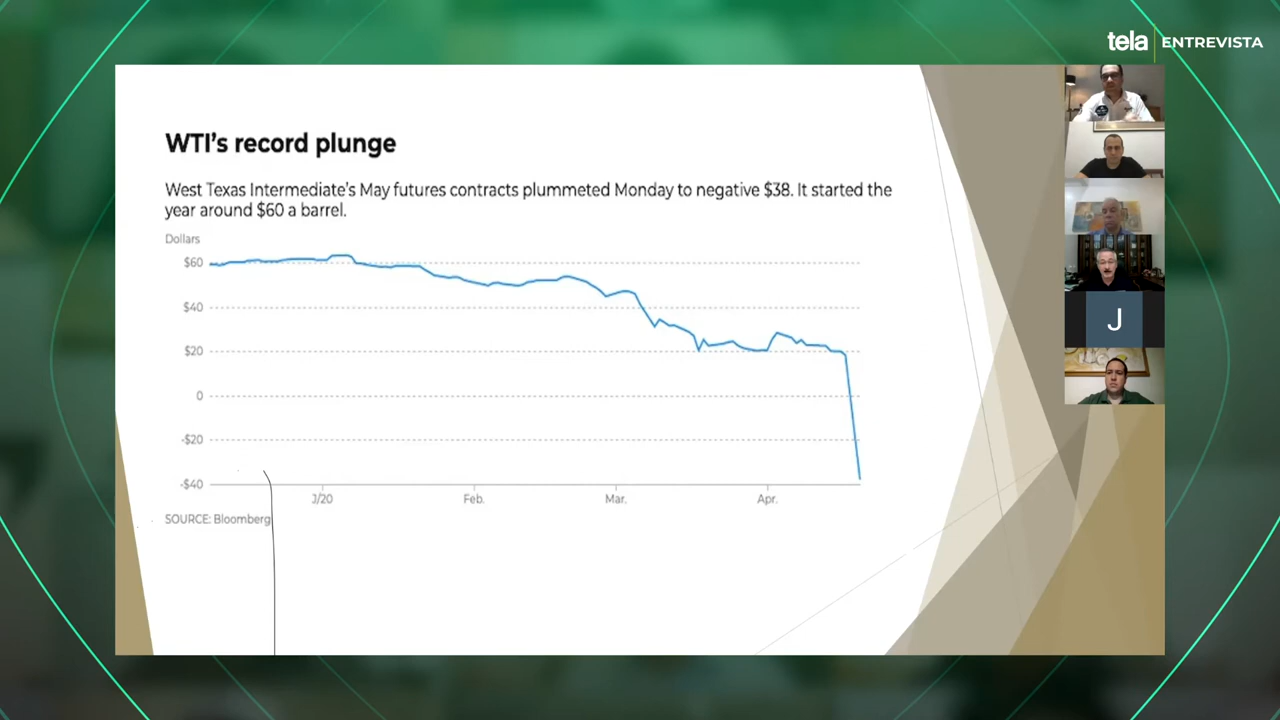 tela ENTREVISTA
WTI's record plunge
West Texas Intermediate's May futures contracts plummeted Monday to negative $38. It started the
year around $60 a barrel.
Dollars
$60
$40
$20
0
-$20
-$40
J/20 Feb. Mar. Apr.
SOURCE: Bloomberg
J